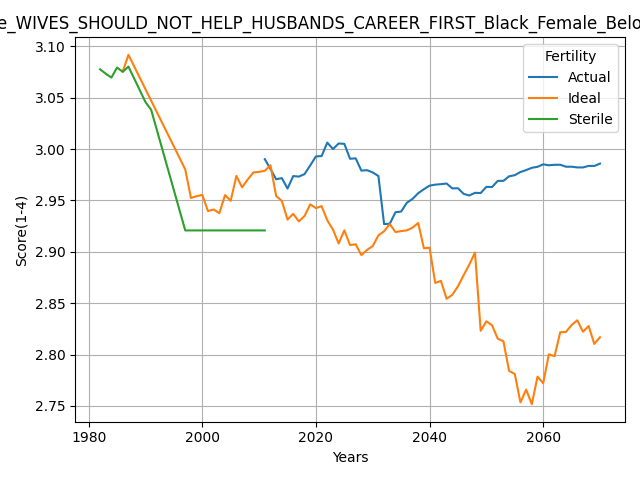 e_WIVES_SHOULD_NOT_HELP_HUSBANDS_CAREER_FIRST_Black_Female_Belo
Fertility
Actual
Ideal
Sterile
3.10
3.05
3.00
2.95
2.90
2.85
2.80
2.75
Score(1-4)
1980 2000 2020 2040 2060
Years